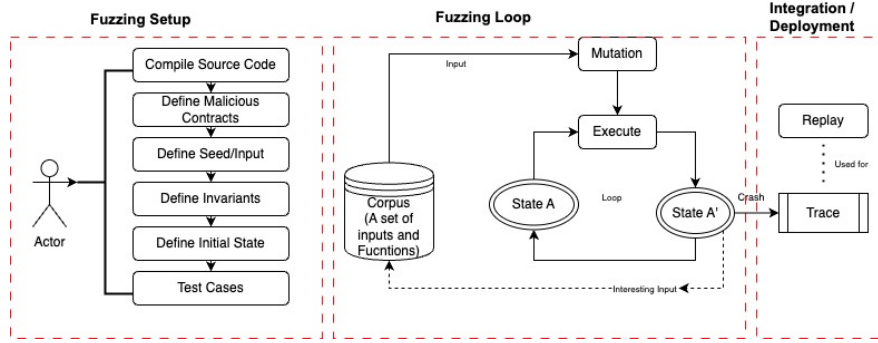 Fuzzing Setup
Fuzzing Loop
Integration /
Deployment
Compile Source Code
Define Malicious
Contracts
Define Seed/Input
Define Invariants
Define Initial State
Test Cases
Actor
Input
Mutation
Execute
Corpus
(A set of
inputs and
Fucntions)
State A
Loop
State A'
Interesting Input
Crash
Replay
Used for
Trace